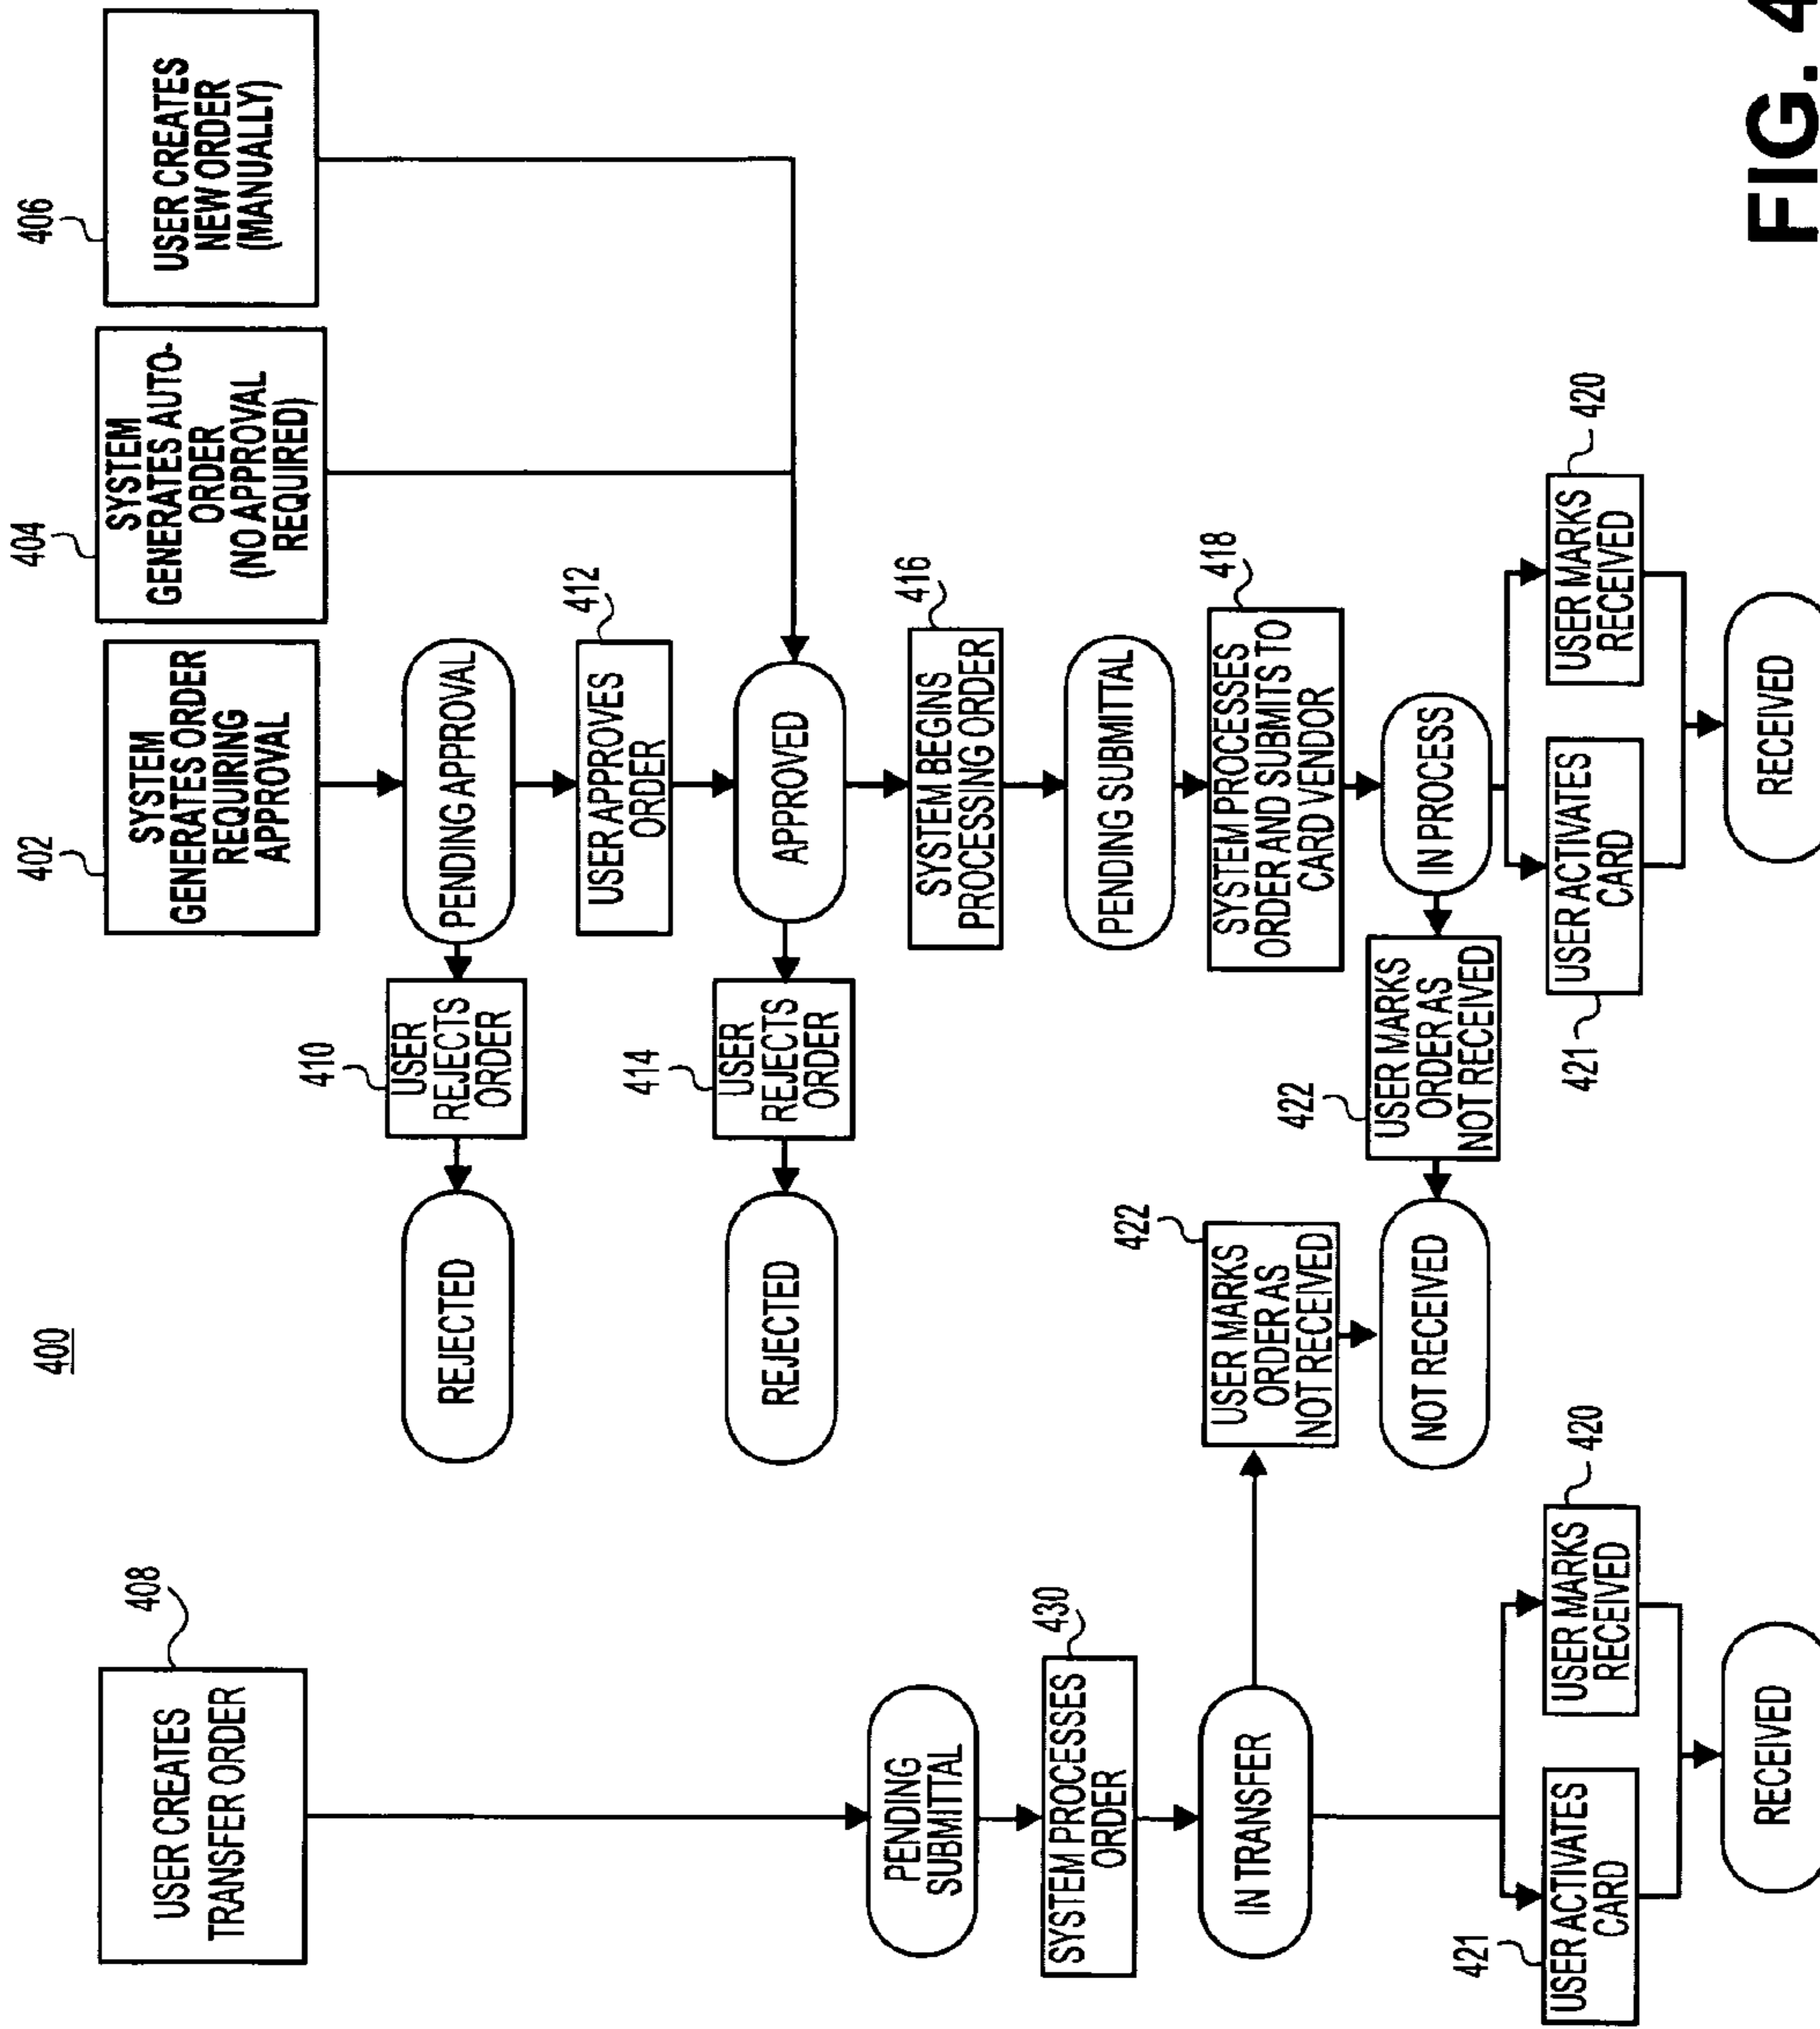 400
408
USER CREATES
TRANSFER ORDER
402
SYSTEM
GENERATES ORDER
REQUIRING
APPROVAL
404
SYSTEM
GENERATES AUTO-
ORDER
(NO APPROVAL
REQUIRED)
406
USER CREATES
NEW ORDER
(MANUALLY)
REJECTED
410
USER
REJECTS
ORDER
PENDING APPROVAL
412
USER APPROVES
ORDER
REJECTED
414
USER
REJECTS
ORDER
APPROVED
416
SYSTEM BEGINS
PROCESSING ORDER
PENDING
SUBMITTAL
PENDING SUBMITTAL
430
SYSTEM PROCESSES
ORDER
418
SYSTEM PROCESSES
ORDER AND SUBMITS TO
CARD VENDOR
IN TRANSFER
422
USER MARKS
ORDER AS
NOT RECEIVED
NOT RECEIVED
422
USER MARKS
ORDER AS
NOT RECEIVED
IN PROCESS
421
USER ACTIVATES
CARD
420
USER MARKS
RECEIVED
421
USER ACTIVATES
CARD
420
USER MARKS
RECEIVED
RECEIVED
RECEIVED
FIG. 4